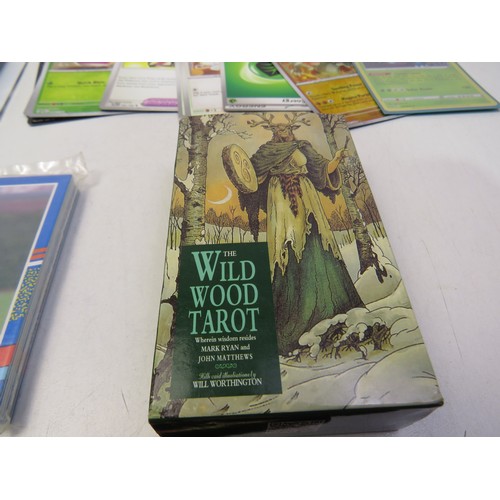 THE
WILD
WOOD
TAROT
Wherein wisdom resides
MARK RYAN and
JOHN MATTHEWS
With card illustrations by
WILL WORTHINGTON